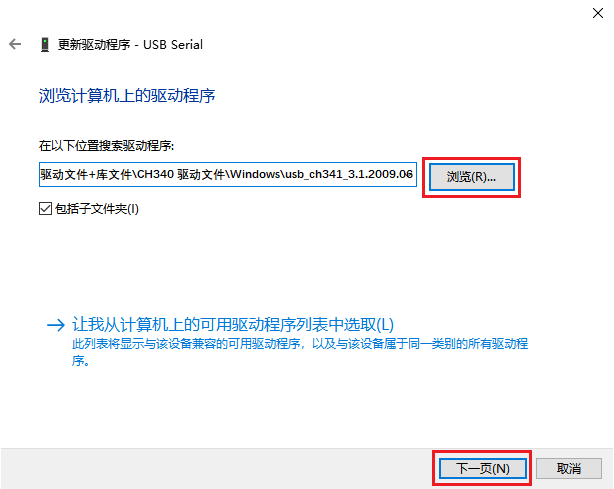 更新驱动程序 - USB Serial
浏览计算机上的驱动程序
在以下位置搜索驱动程序:
驱动文件+库文件\CH340 驱动文件\Windows\usb_ch341_3.1.2009.06
浏览(R)...
包括子文件夹(I)
让我从计算机上的可用驱动程序列表中选取(L)
此列表将显示与该设备兼容的可用驱动程序，以及与该设备属于同一类别的所有驱动程
序。
下一页(N)
取消